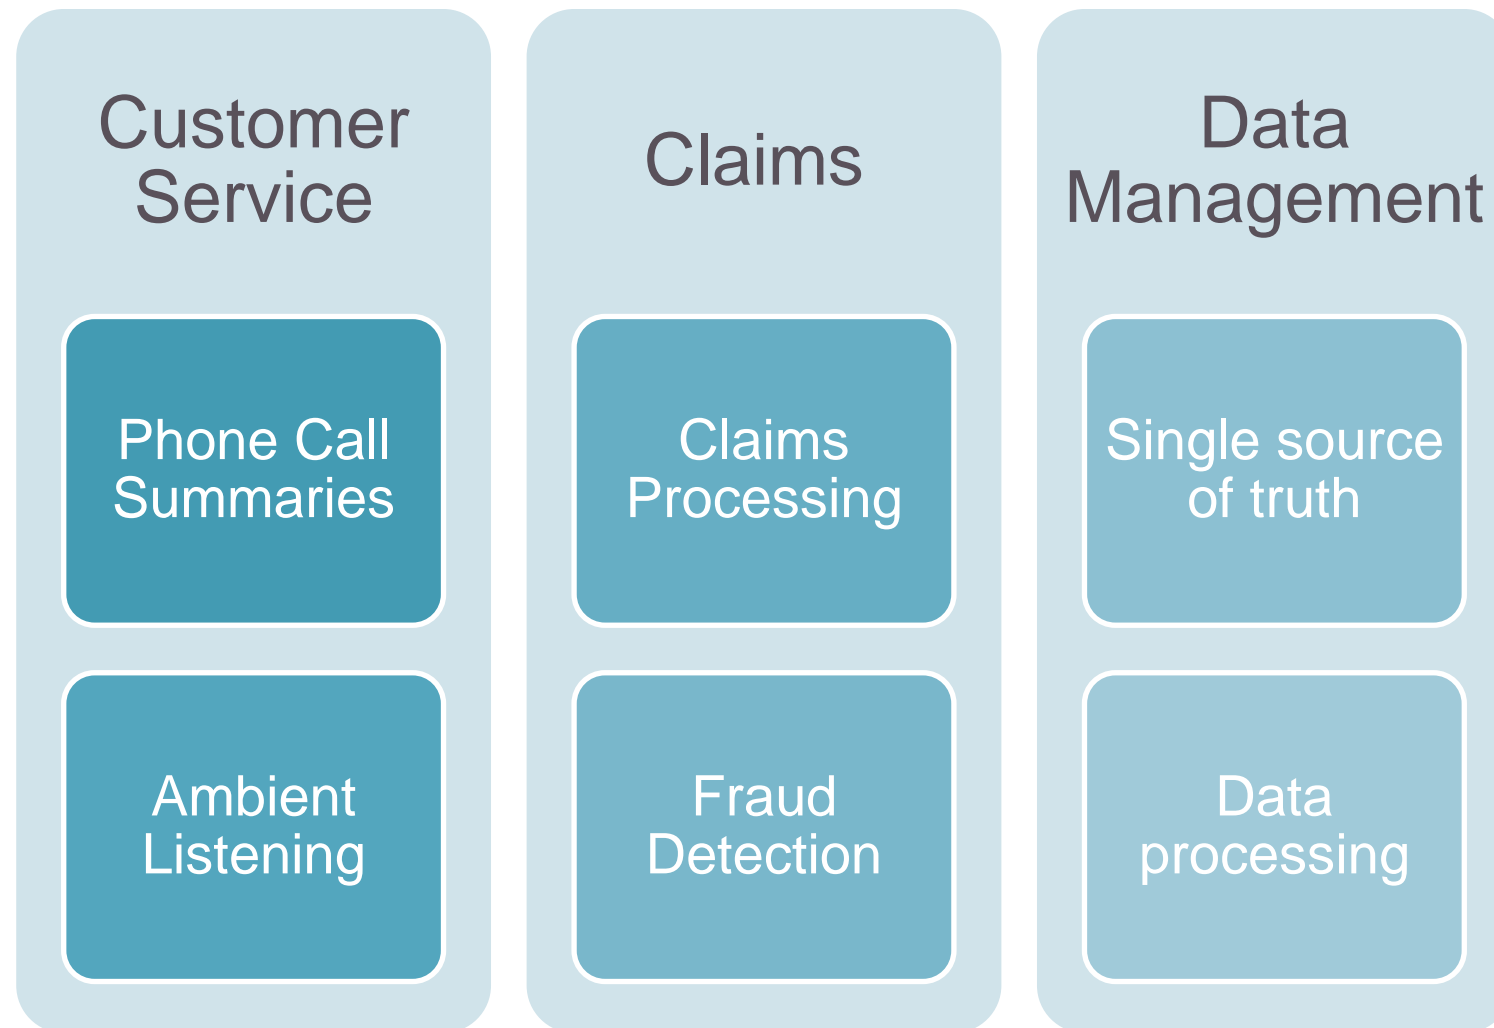 Customer
Service
Phone Call
Summaries
Ambient
Listening
Claims
Claims
Processing
Fraud
Detection
Data
Management
Single source
of truth
Data
processing